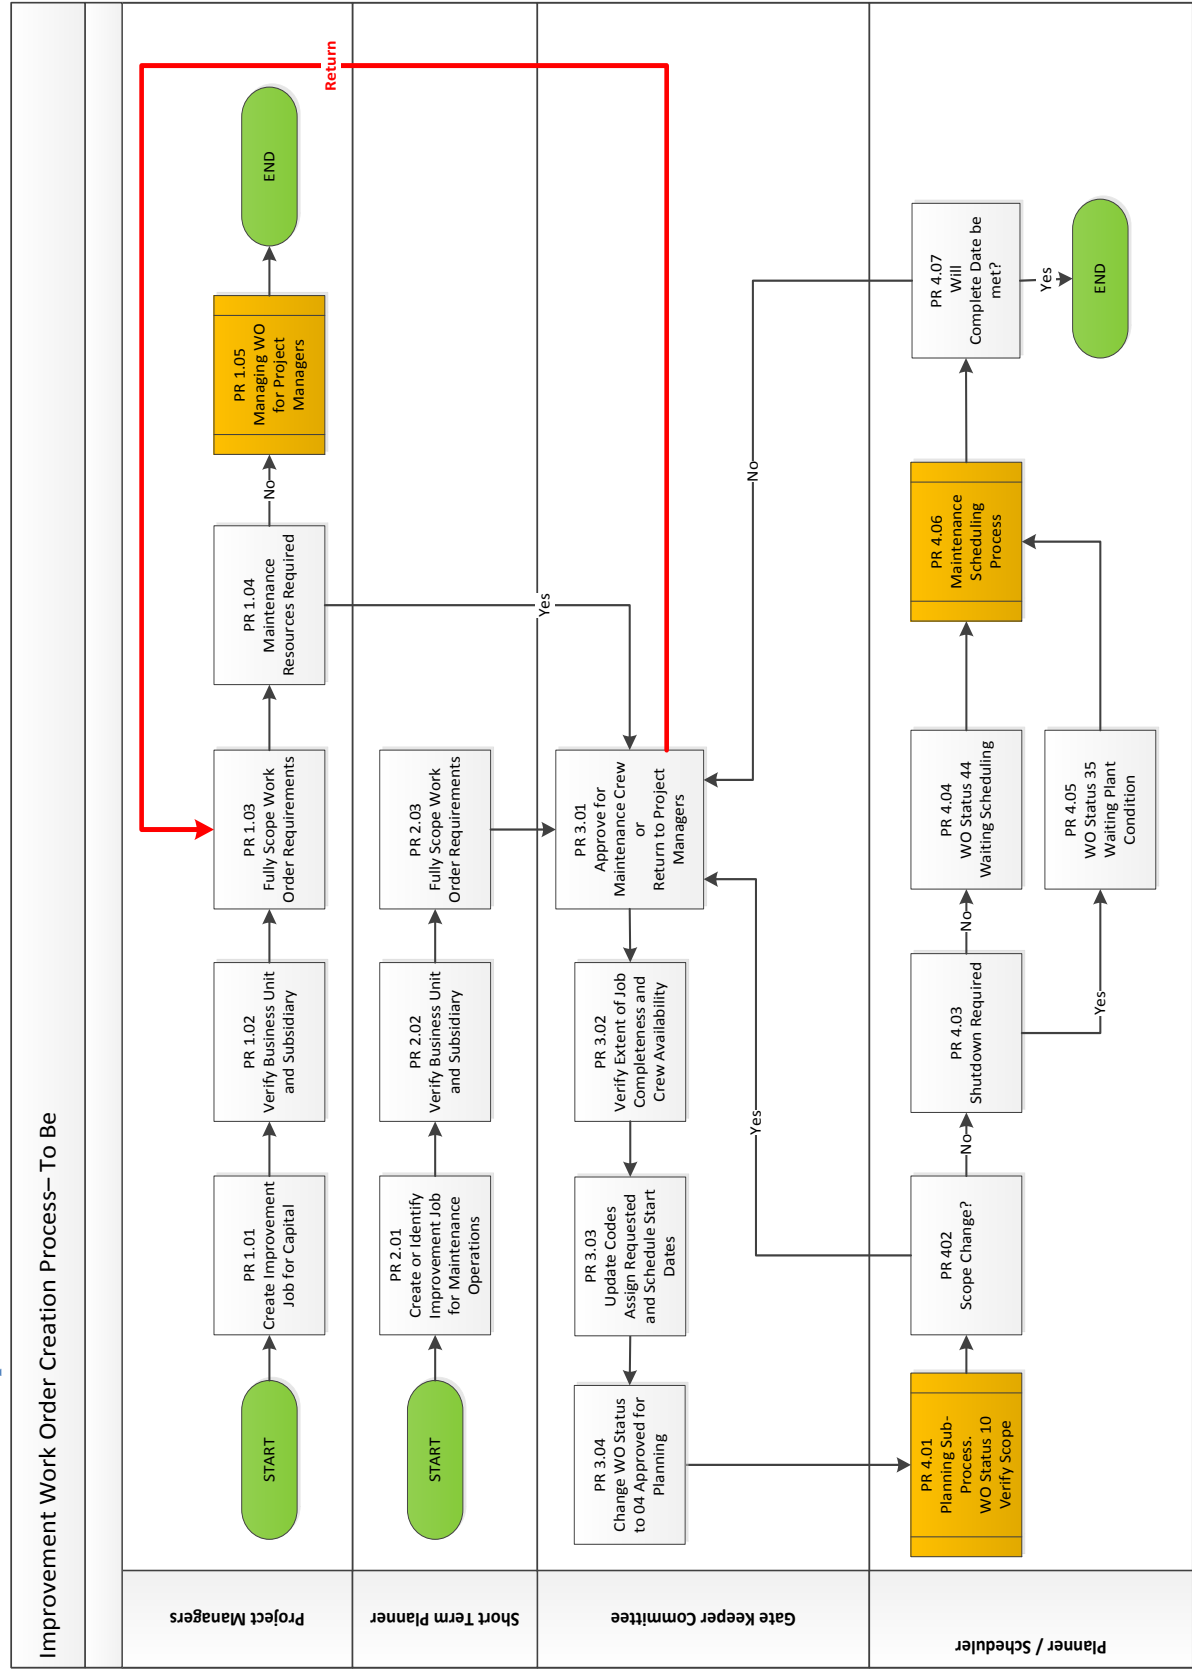 Improvement Work Order Creation Process– To Be
Project Managers
START
PR 1.01
Create Improvement
Job for Capital
PR 1.02
Verify Business Unit
and Subsidiary
PR 1.03
Fully Scope Work
Order Requirements
PR 1.04
Maintenance
Resources Required
No
PR 1.05
Managing WO
for Project
Managers
END
Return
Yes
Short Term Planner
START
PR 2.01
Create or Identify
Improvement Job
for Maintenance
Operations
PR 2.02
Verify Business Unit
and Subsidiary
PR 2.03
Fully Scope Work
Order Requirements
Gate Keeper Committee
PR 3.04
Change WO Status
to 04 Approved for
Planning
PR 3.03
Update Codes
Assign Requested
and Schedule Start
Dates
PR 3.02
Verify Extent of Job
Completeness and
Crew Availability
PR 3.01
Approve for
Maintenance Crew
or
Return to Project
Managers
Yes
No
Planner / Scheduler
PR 4.01
Planning Sub-
Process.
WO Status 10
Verify Scope
PR 402
Scope Change?
No
PR 4.03
Shutdown Required
No
PR 4.04
WO Status 44
Waiting Scheduling
PR 4.06
Maintenance
Scheduling
Process
PR 4.07
Will
Complete Date be
met?
Yes
Yes
PR 4.05
WO Status 35
Waiting Plant
Condition
END